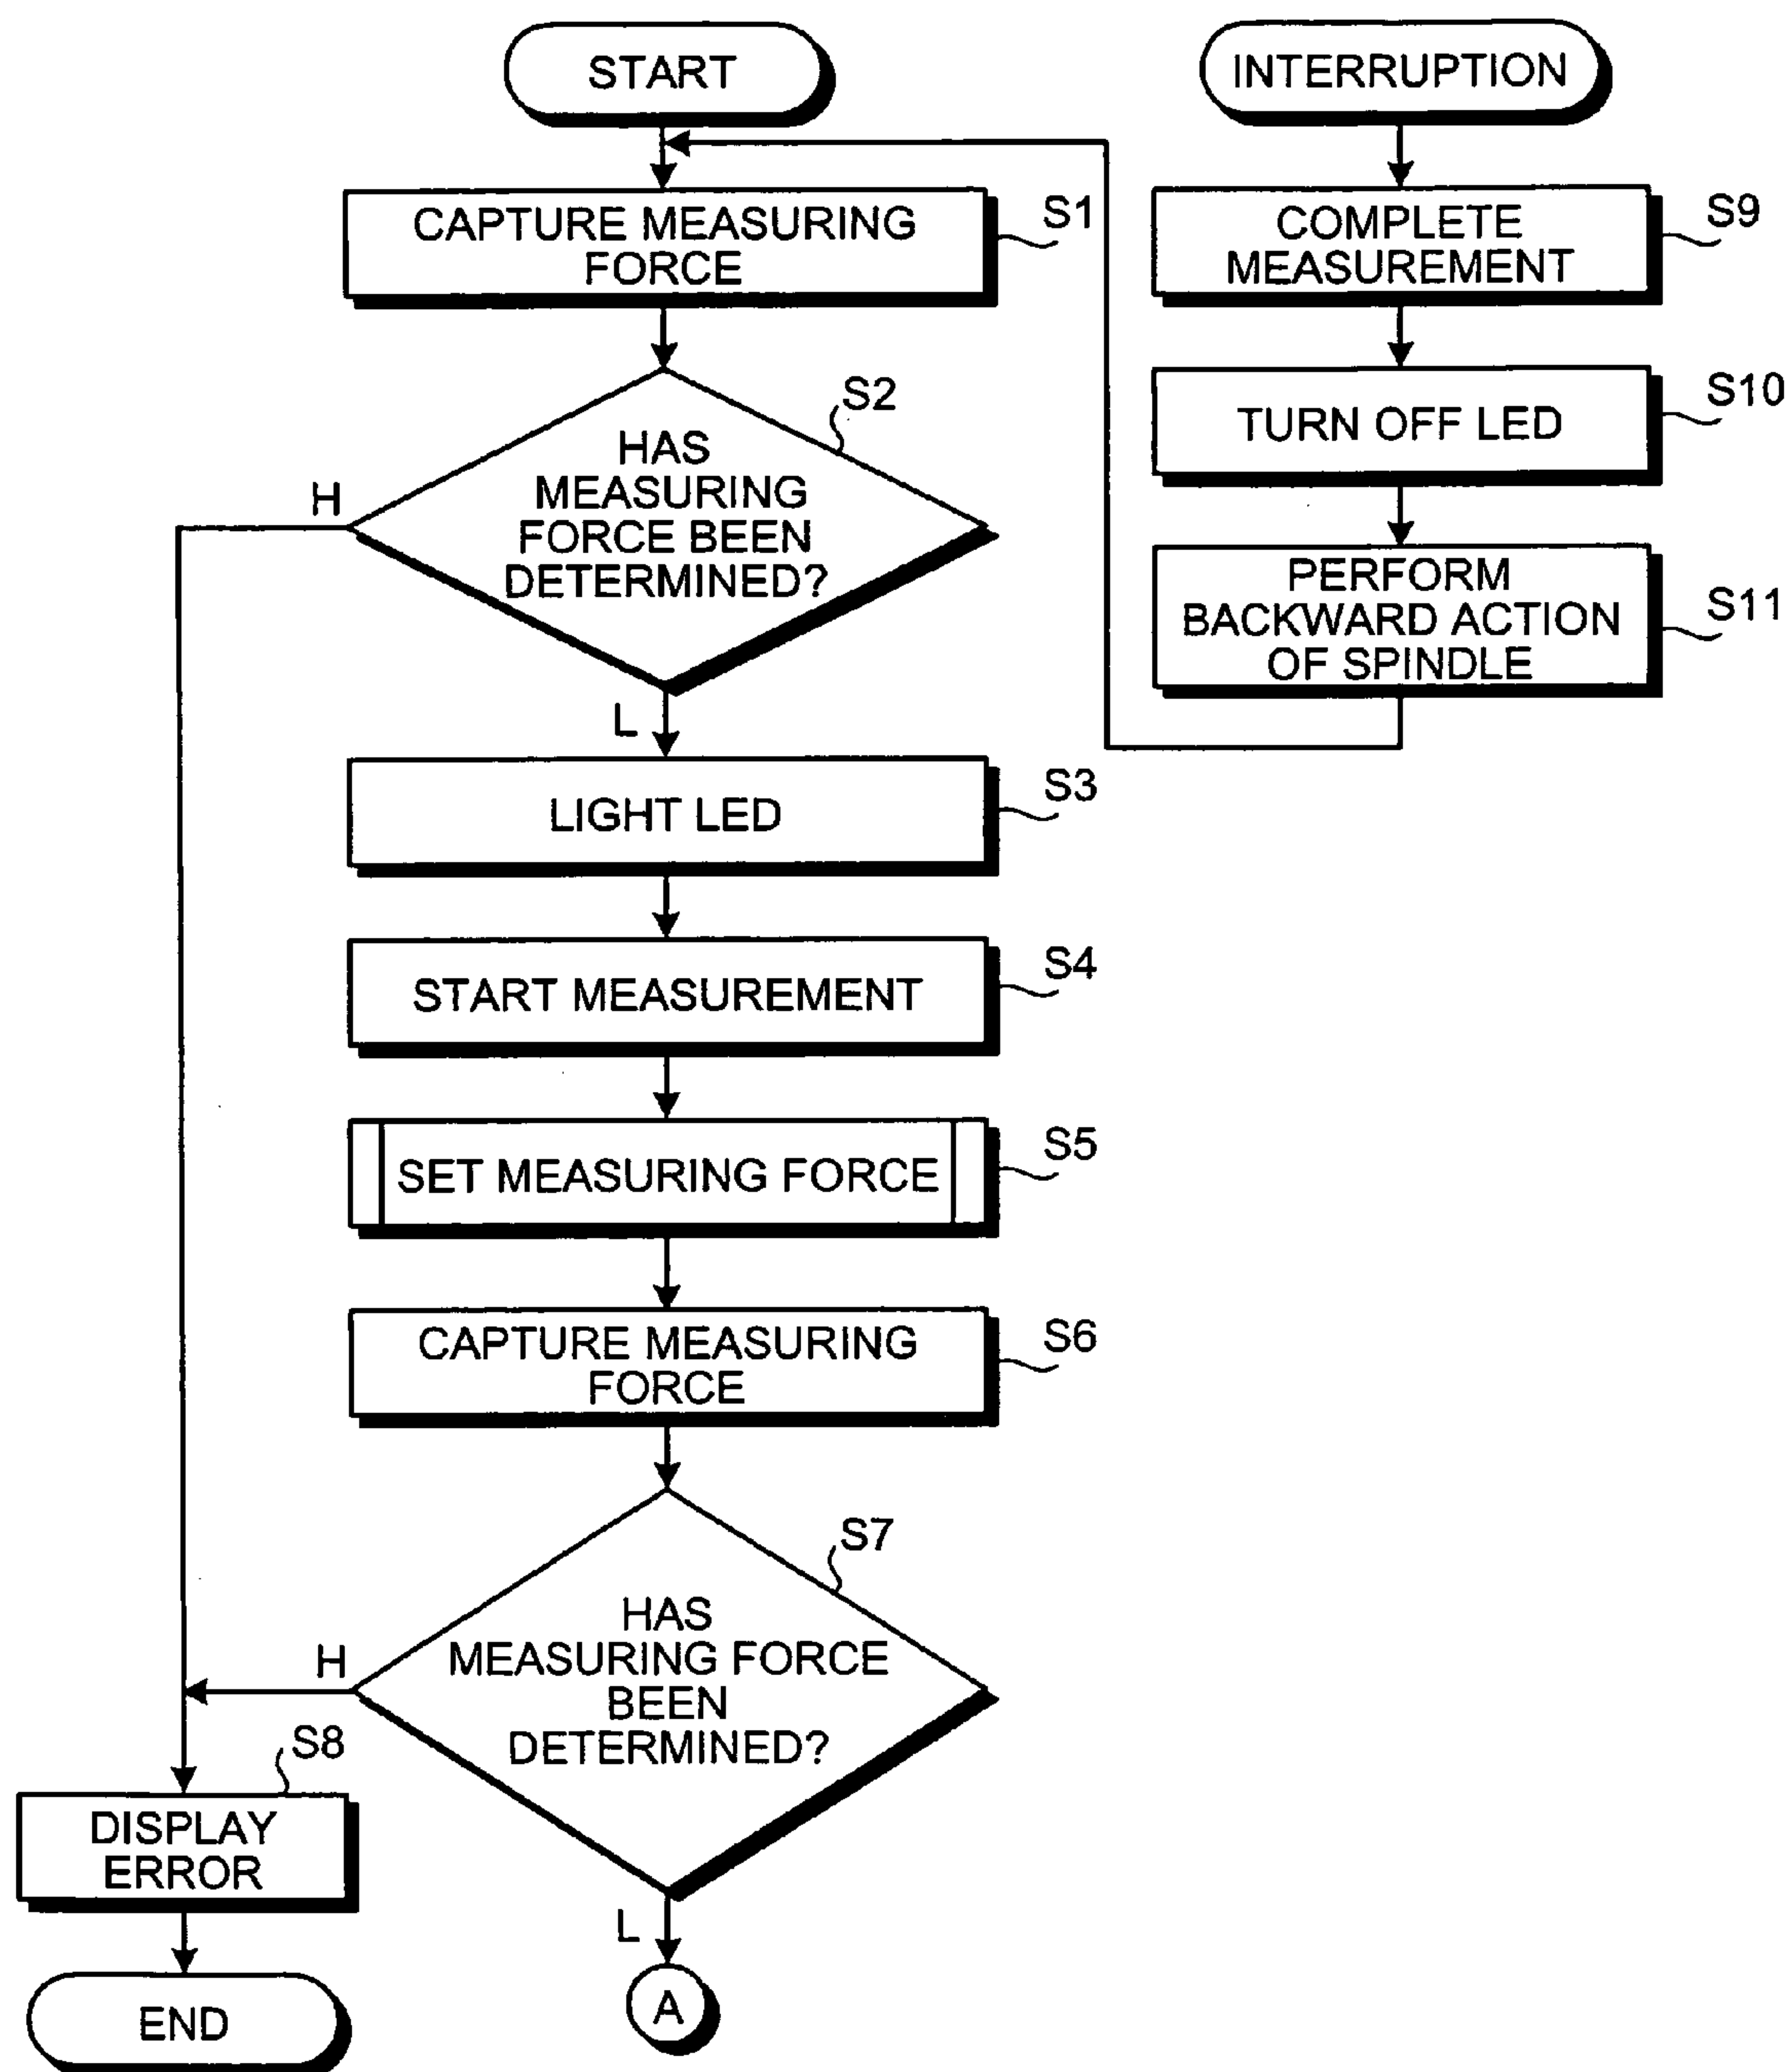 START
CAPTURE MEASURING
FORCE
S1
HAS
MEASURING
FORCE BEEN
DETERMINED?
S2
H
L
LIGHT LED
S3
START MEASUREMENT
S4
SET MEASURING FORCE
S5
CAPTURE MEASURING
FORCE
S6
HAS
MEASURING FORCE
BEEN
DETERMINED?
S7
H
L
A
DISPLAY
ERROR
S8
END
INTERRUPTION
COMPLETE
MEASUREMENT
S9
TURN OFF LED
S10
PERFORM
BACKWARD ACTION
OF SPINDLE
S11